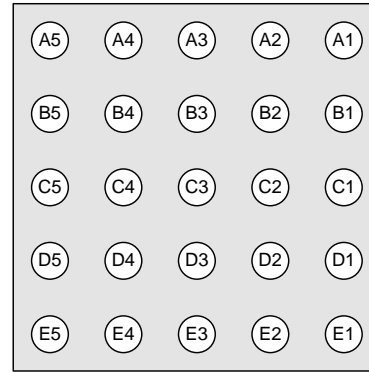 A5 A4 A3 A2 A1
B5 B4 B3 B2 B1
C5 C4 C3 C2 C1
D5 D4 D3 D2 D1
E5 E4 E3 E2 E1